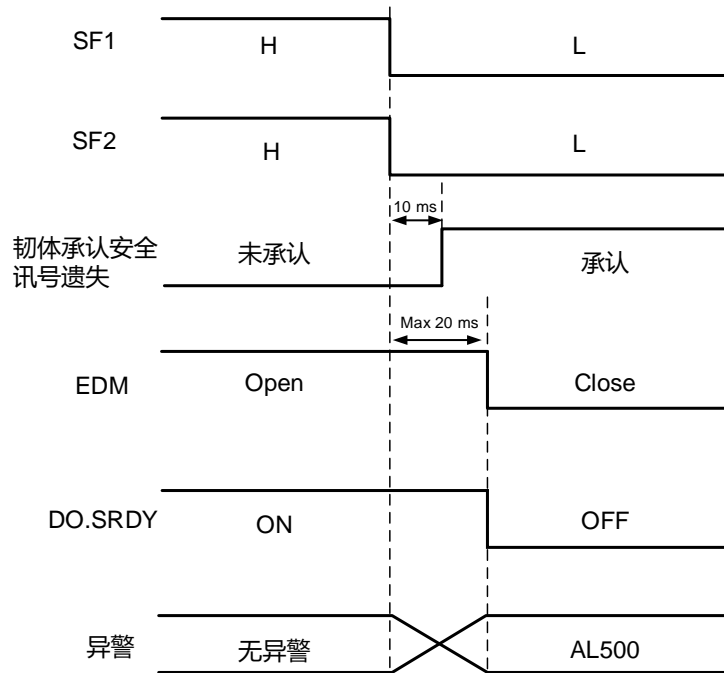 SF1 H L
SF2 H L
10 ms
韧体承认安全
讯号遗失
未承认 承认
Max 20 ms
EDM Open Close
DO.SRDY ON OFF
异警 无异警 AL500